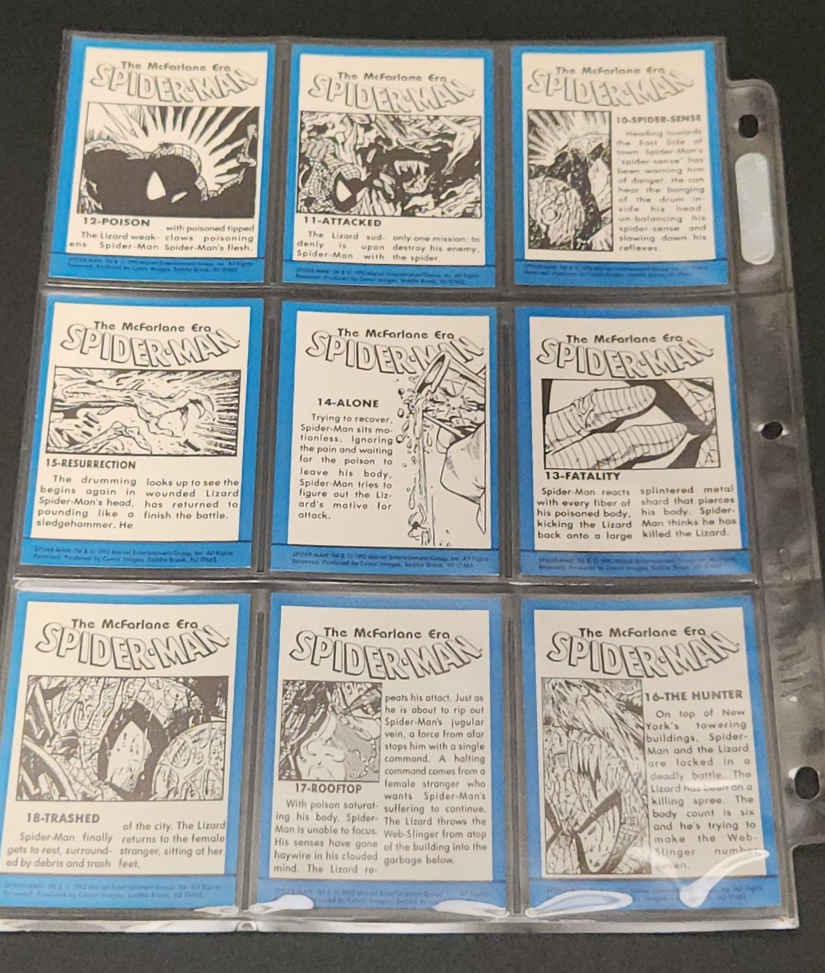 The McFarlane Era
SPIDER-MAN
12-POISON
The Lizard weak-
ens Spider-Man
with poisoned tipped
claws poisoning
Spider-Man's flesh.
The McFarlane Era
SPIDER-MAN
11-ATTACKED
The Lizard sud-
denly is upon
Spider-Man with
only one mission: to
destroy his enemy,
the spider.
The McFarlane Era
SPIDER-MAN
10-SPIDER-SENSE
Heading towards
the East Side of
town Spider-Man's
'spider-sense' has
been warning him
of danger. He can
hear the banging
of the drum in-
side his head
un-balancing his
spider-sense and
slowing down his
reflexes.
The McFarlane Era
SPIDER-MAN
15-RESURRECTION
The drumming
begins again in
Spider-Man's head,
pounding like a
sledgehammer. He
looks up to see the
wounded Lizard
has returned to
finish the battle.
The McFarlane Era
SPIDER-MAN
14-ALONE
Trying to recover,
Spider-Man sits mo-
tionless. Ignoring
the pain and waiting
for the poison to
leave his body,
Spider-Man tries to
figure out the Liz-
ard's motive for
attack.
The McFarlane Era
SPIDER-MAN
13-FATALITY
Spider-Man reacts
with every fiber of
his poisoned body,
kicking the Lizard
back onto a large
splintered metal
shard that pierces
his body. Spider-
Man thinks he has
killed the Lizard.
The McFarlane Era
SPIDER-MAN
18-TRASHED
Spider-Man finally
gets to rest, surround-
ed by debris and trash
of the city. The Lizard
returns to the female
stranger, sitting at her
feet.
The McFarlane Era
SPIDER-MAN
17-ROOFTOP
With poison saturat-
ing his body, Spider-
Man is unable to focus.
His senses have gone
haywire in his clouded
mind. The Lizard re-
peats his attact. Just as
he is about to rip out
Spider-Man's jugular
vein, a force from afar
stops him with a single
command. A halting
command comes from a
female stranger who
wants Spider-Man's
suffering to continue.
The Lizard throws the
Web-Slinger from atop
of the building into the
garbage below.
The McFarlane Era
SPIDER-MAN
16-THE HUNTER
On top of New
York's towering
buildings, Spider-
Man and the Lizard
are locked in a
deadly battle. The
Lizard has been on a
killing spree. The
body count is six
and he's trying to
make the Web-
Slinger number